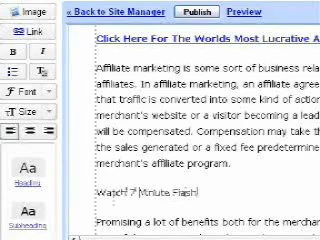 Image
« Back to Site Manager
Publish
Preview
Link
B I
Font
Size
Aa
Heading
Aa
Subheading
Click Here For The Worlds Most Lucrative A
Affiliate marketing is some sort of business rela
affiliates. In affiliate marketing, an affiliate agree
that traffic is converted into some kind of action
merchant's website or a visitor becoming a lead
will be compensated. Compensation may take th
the sales generated or a fixed fee predetermine
merchant's affiliate program.
Watch 7 Minute Flash
Promising a lot of benefits both for the merchan